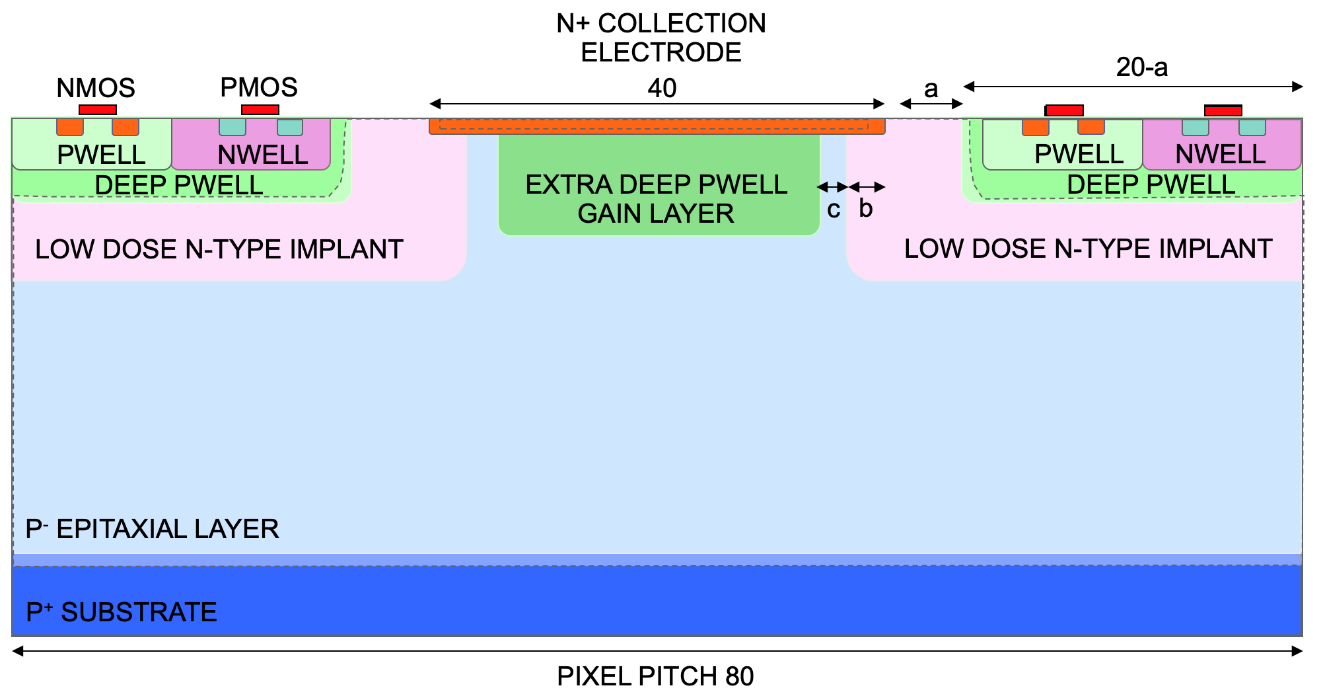 N+ COLLECTION
ELECTRODE
NMOS
PMOS
40
a
20-a
PWELL
NWELL
DEEP PWELL
EXTRA DEEP PWELL
GAIN LAYER
c
b
PWELL
NWELL
DEEP PWELL
LOW DOSE N-TYPE IMPLANT
LOW DOSE N-TYPE IMPLANT
P- EPITAXIAL LAYER
P+ SUBSTRATE
PIXEL PITCH 80